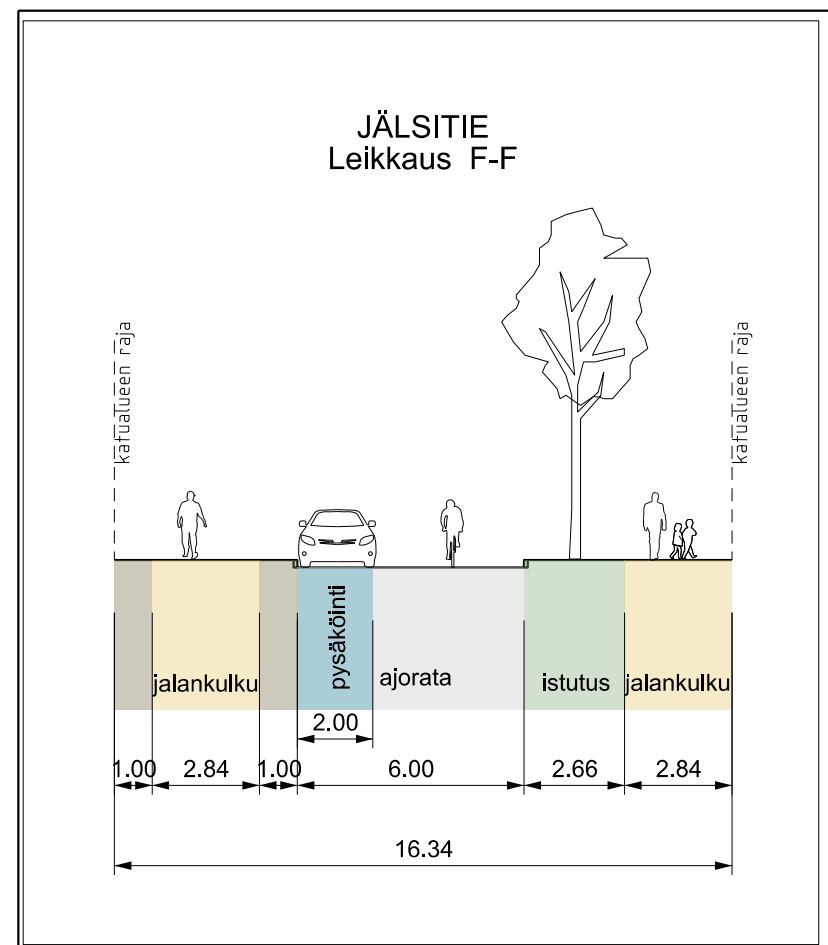 JÄLSITIE
Leikkaus F-F
katualueen raja
katualueen raja
jalankulku
pysäköinti
ajorata
istutus
jalankulku
2.00
1.00
2.84
1.00
6.00
2.66
2.84
16.34